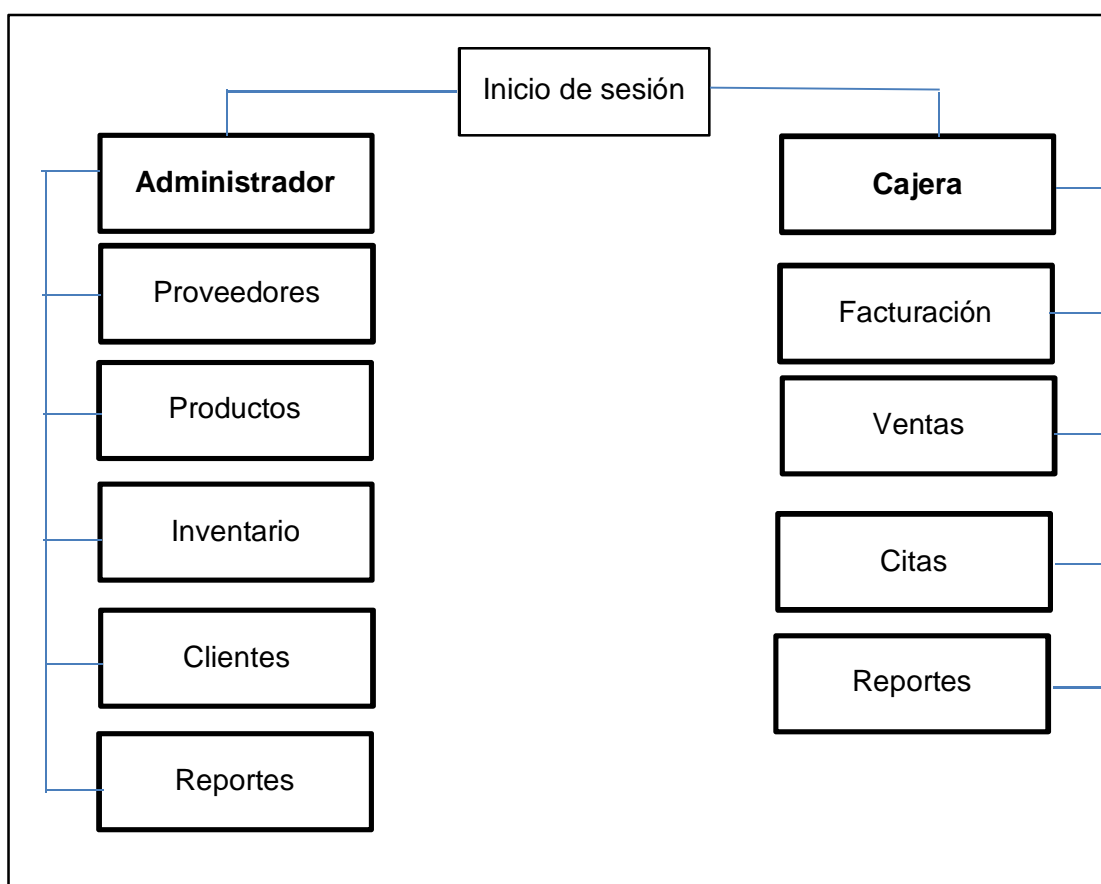 Inicio de sesión
Administrador
Proveedores
Productos
Inventario
Clientes
Reportes
Cajera
Facturación
Ventas
Citas
Reportes